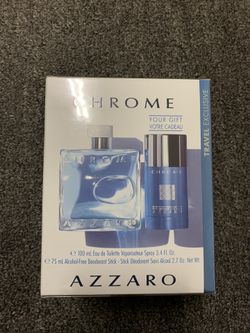 CHROME
YOUR GIFT
VOTRE CADEAU
TRAVEL EXCLUSIVE
CHROME
• € 100 mL Eau de Toilette Vaporisateur Spray 3.4 Fl. Oz.
• € 75 mL Alcohol-Free Deodorant Stick - Stick Déodorant Sans Alcool 2.7 Oz. Net Wt.
AZZARO